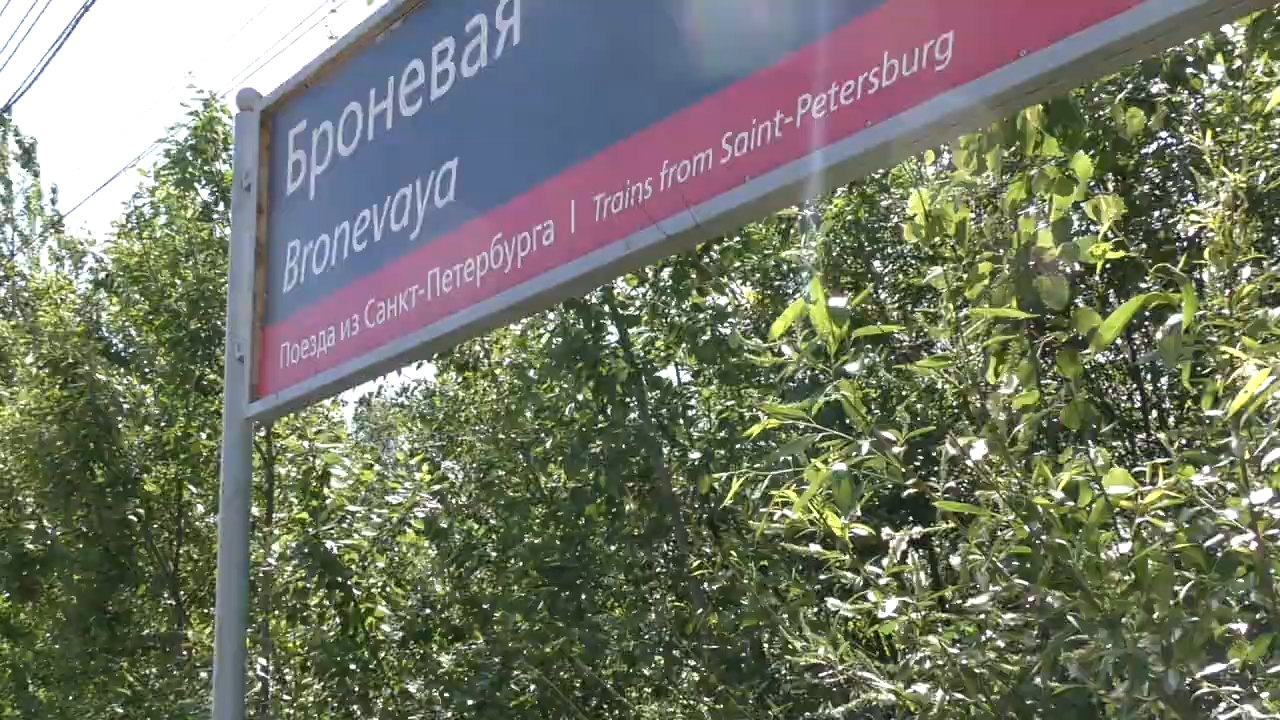 Броневая
Bronevaya
Поезда из Санкт-Петербурга | Trains from Saint-Petersburg